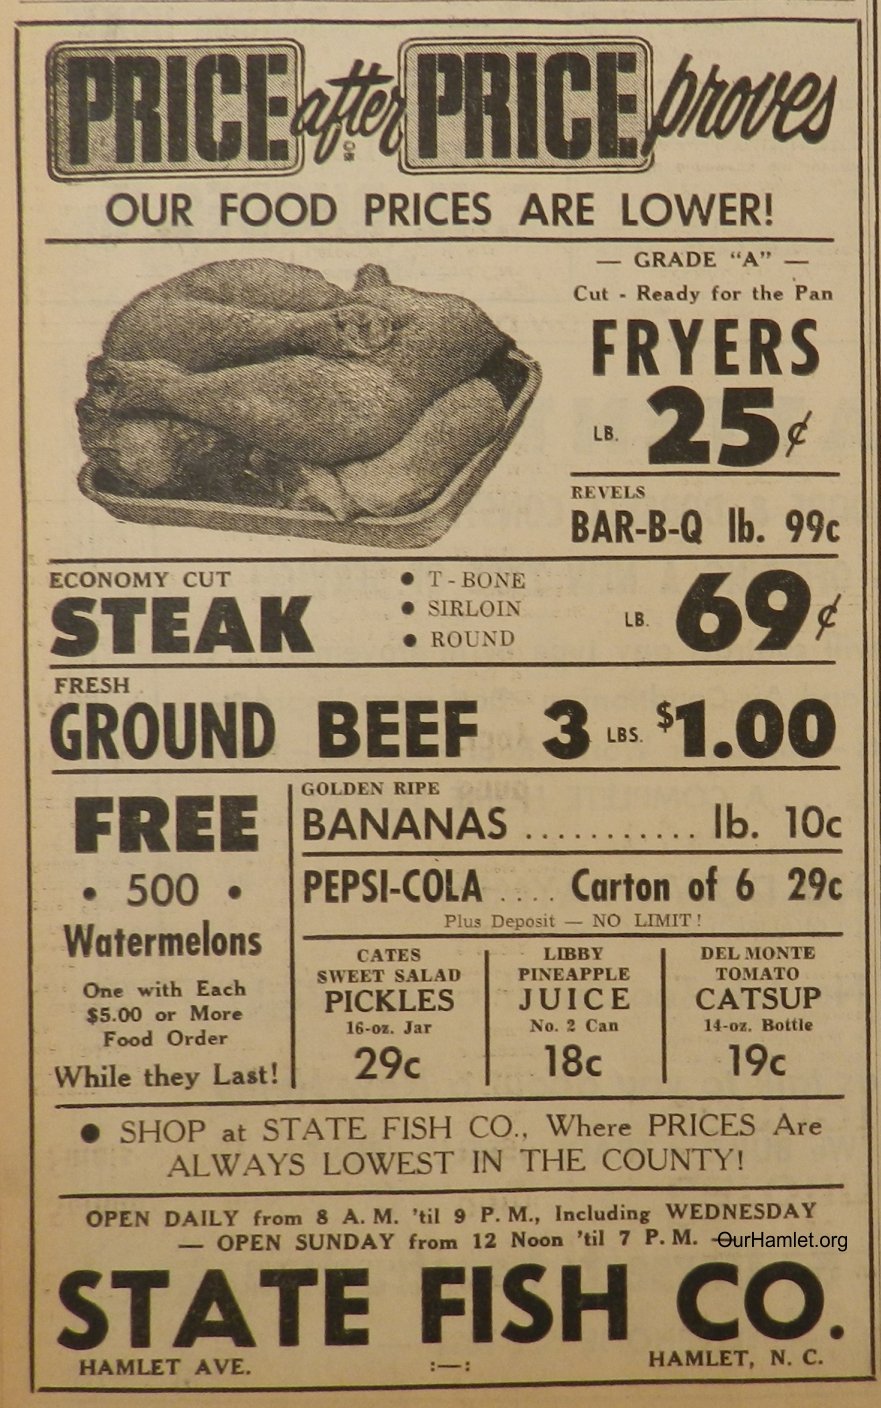 PRICE after PRICE proves
OUR FOOD PRICES ARE LOWER!
— GRADE “A” —
Cut - Ready for the Pan
FRYERS
LB. 25¢
REVELS
BAR-B-Q lb. 99c
ECONOMY CUT
STEAK
• T-BONE
• SIRLOIN
• ROUND
LB. 69¢
FRESH
GROUND BEEF 3 LBS. $1.00
FREE
• 500 •
Watermelons
One with Each
$5.00 or More
Food Order
While they Last!
GOLDEN RIPE
BANANAS ........... lb. 10c
PEPSI-COLA .... Carton of 6 29c
Plus Deposit — NO LIMIT!
CATES
SWEET SALAD
PICKLES
16-oz. Jar
29c
LIBBY
PINEAPPLE
JUICE
No. 2 Can
18c
DEL MONTE
TOMATO
CATSUP
14-oz. Bottle
19c
• SHOP at STATE FISH CO., Where PRICES Are
ALWAYS LOWEST IN THE COUNTY!
OPEN DAILY from 8 A. M. 'til 9 P. M., Including WEDNESDAY
— OPEN SUNDAY from 12 Noon 'til 7 P. M. —
OurHamlet.org
STATE FISH CO.
HAMLET AVE. :—: HAMLET, N. C.